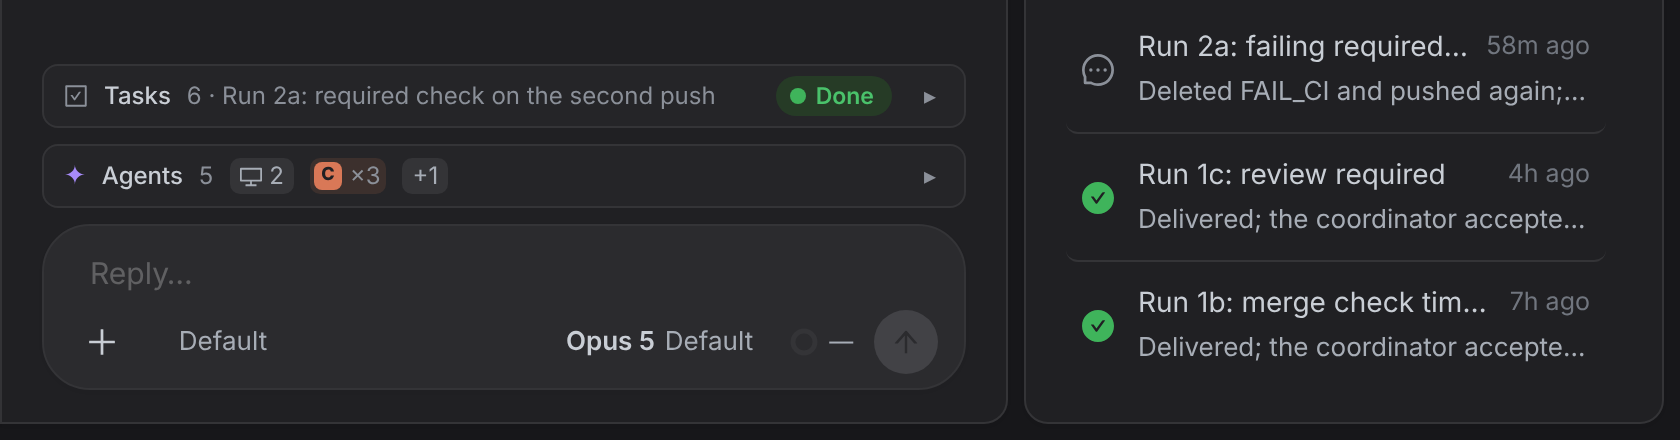 Tasks 6 · Run 2a: required check on the second push Done
Agents 5 2 C ×3 +1
Reply...
Default Opus 5 Default —
Run 2a: failing required... 58m ago
Deleted FAIL_CI and pushed again;...
Run 1c: review required 4h ago
Delivered; the coordinator accepte...
Run 1b: merge check tim... 7h ago
Delivered; the coordinator accepte...